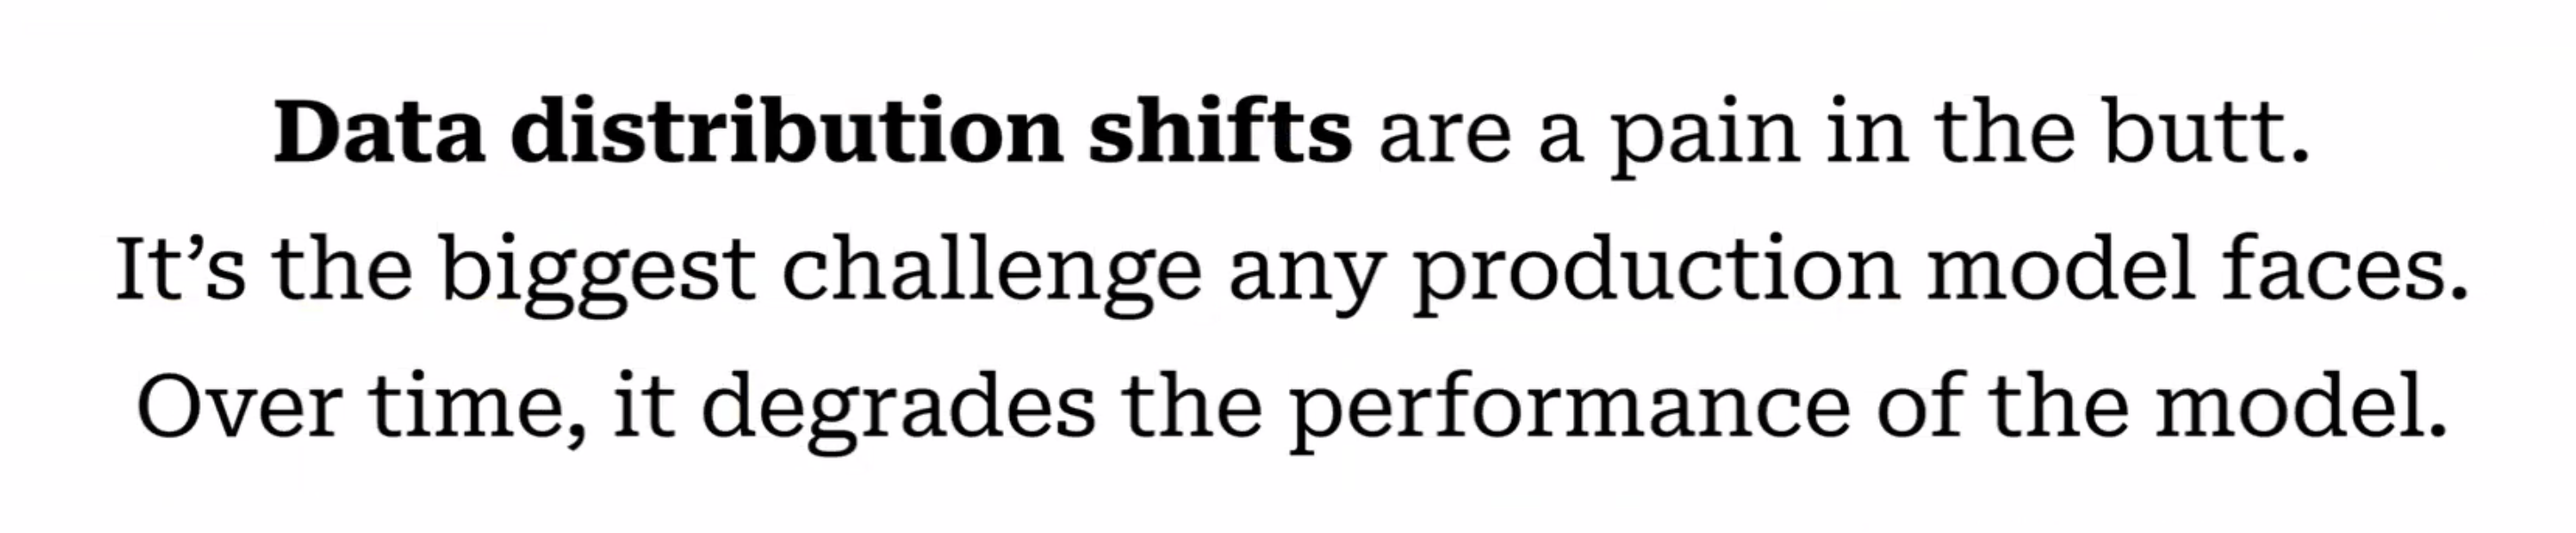 Data distribution shifts are a pain in the butt.
It’s the biggest challenge any production model faces.
Over time, it degrades the performance of the model.